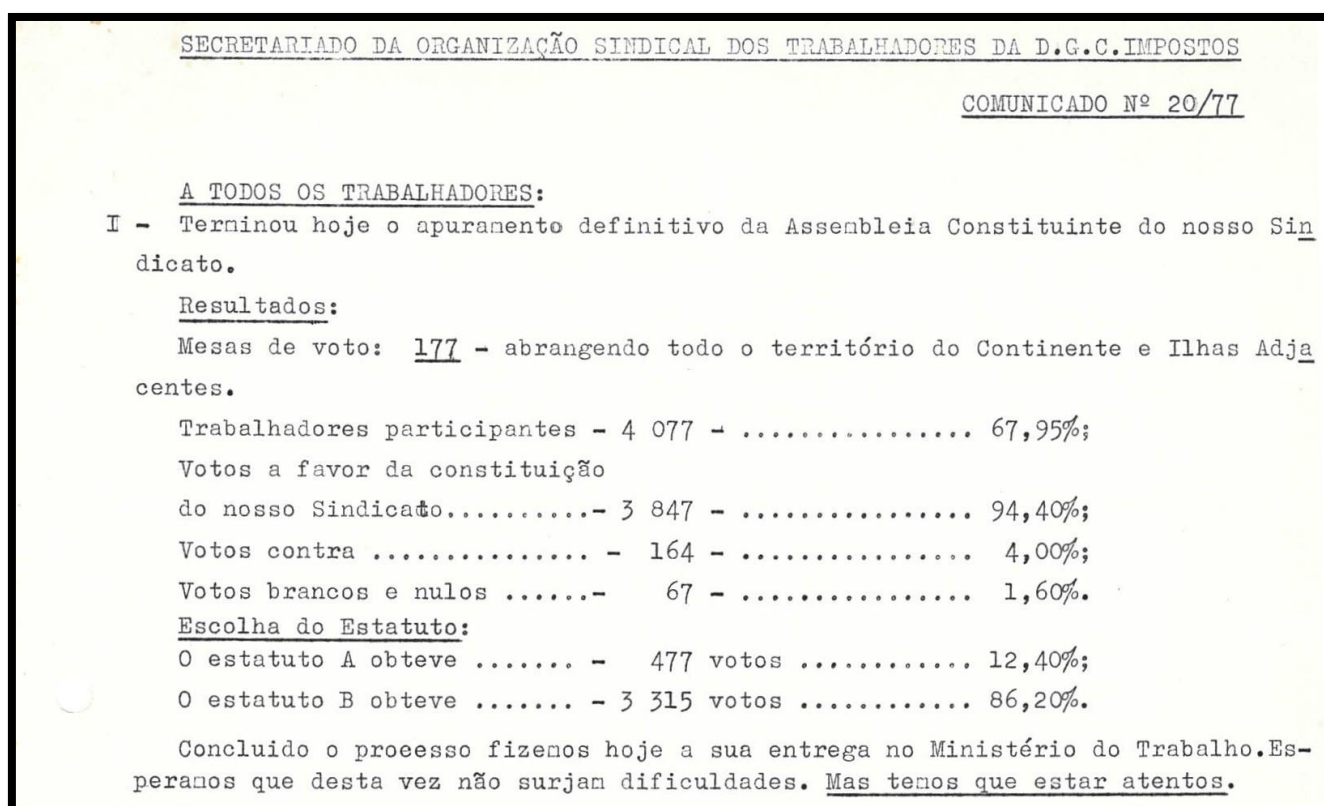 SECRETARIADO DA ORGANIZAÇÃO SINDICAL DOS TRABALHADORES DA D.G.C.IMPOSTOS
COMUNICADO Nº 20/77
A TODOS OS TRABALHADORES:
I - Terminou hoje o apuramento definitivo da Assembleia Constituinte do nosso Sin
dicato.
Resultados:
Mesas de voto: 177 - abrangendo todo o território do Continente e Ilhas Adja
centes.
Trabalhadores participantes - 4 077 - ................ 67,95%;
Votos a favor da constituição
do nosso Sindicato..........- 3 847 - ................ 94,40%;
Votos contra ............... - 164 - ................ 4,00%;
Votos brancos e nulos ......- 67 - ................ 1,60%.
Escolha do Estatuto:
O estatuto A obteve ....... - 477 votos ............ 12,40%;
O estatuto B obteve ....... - 3 315 votos ............ 86,20%.
Concluido o proeesso fizemos hoje a sua entrega no Ministério do Trabalho.Es-
peramos que desta vez não surjam dificuldades. Mas temos que estar atentos.